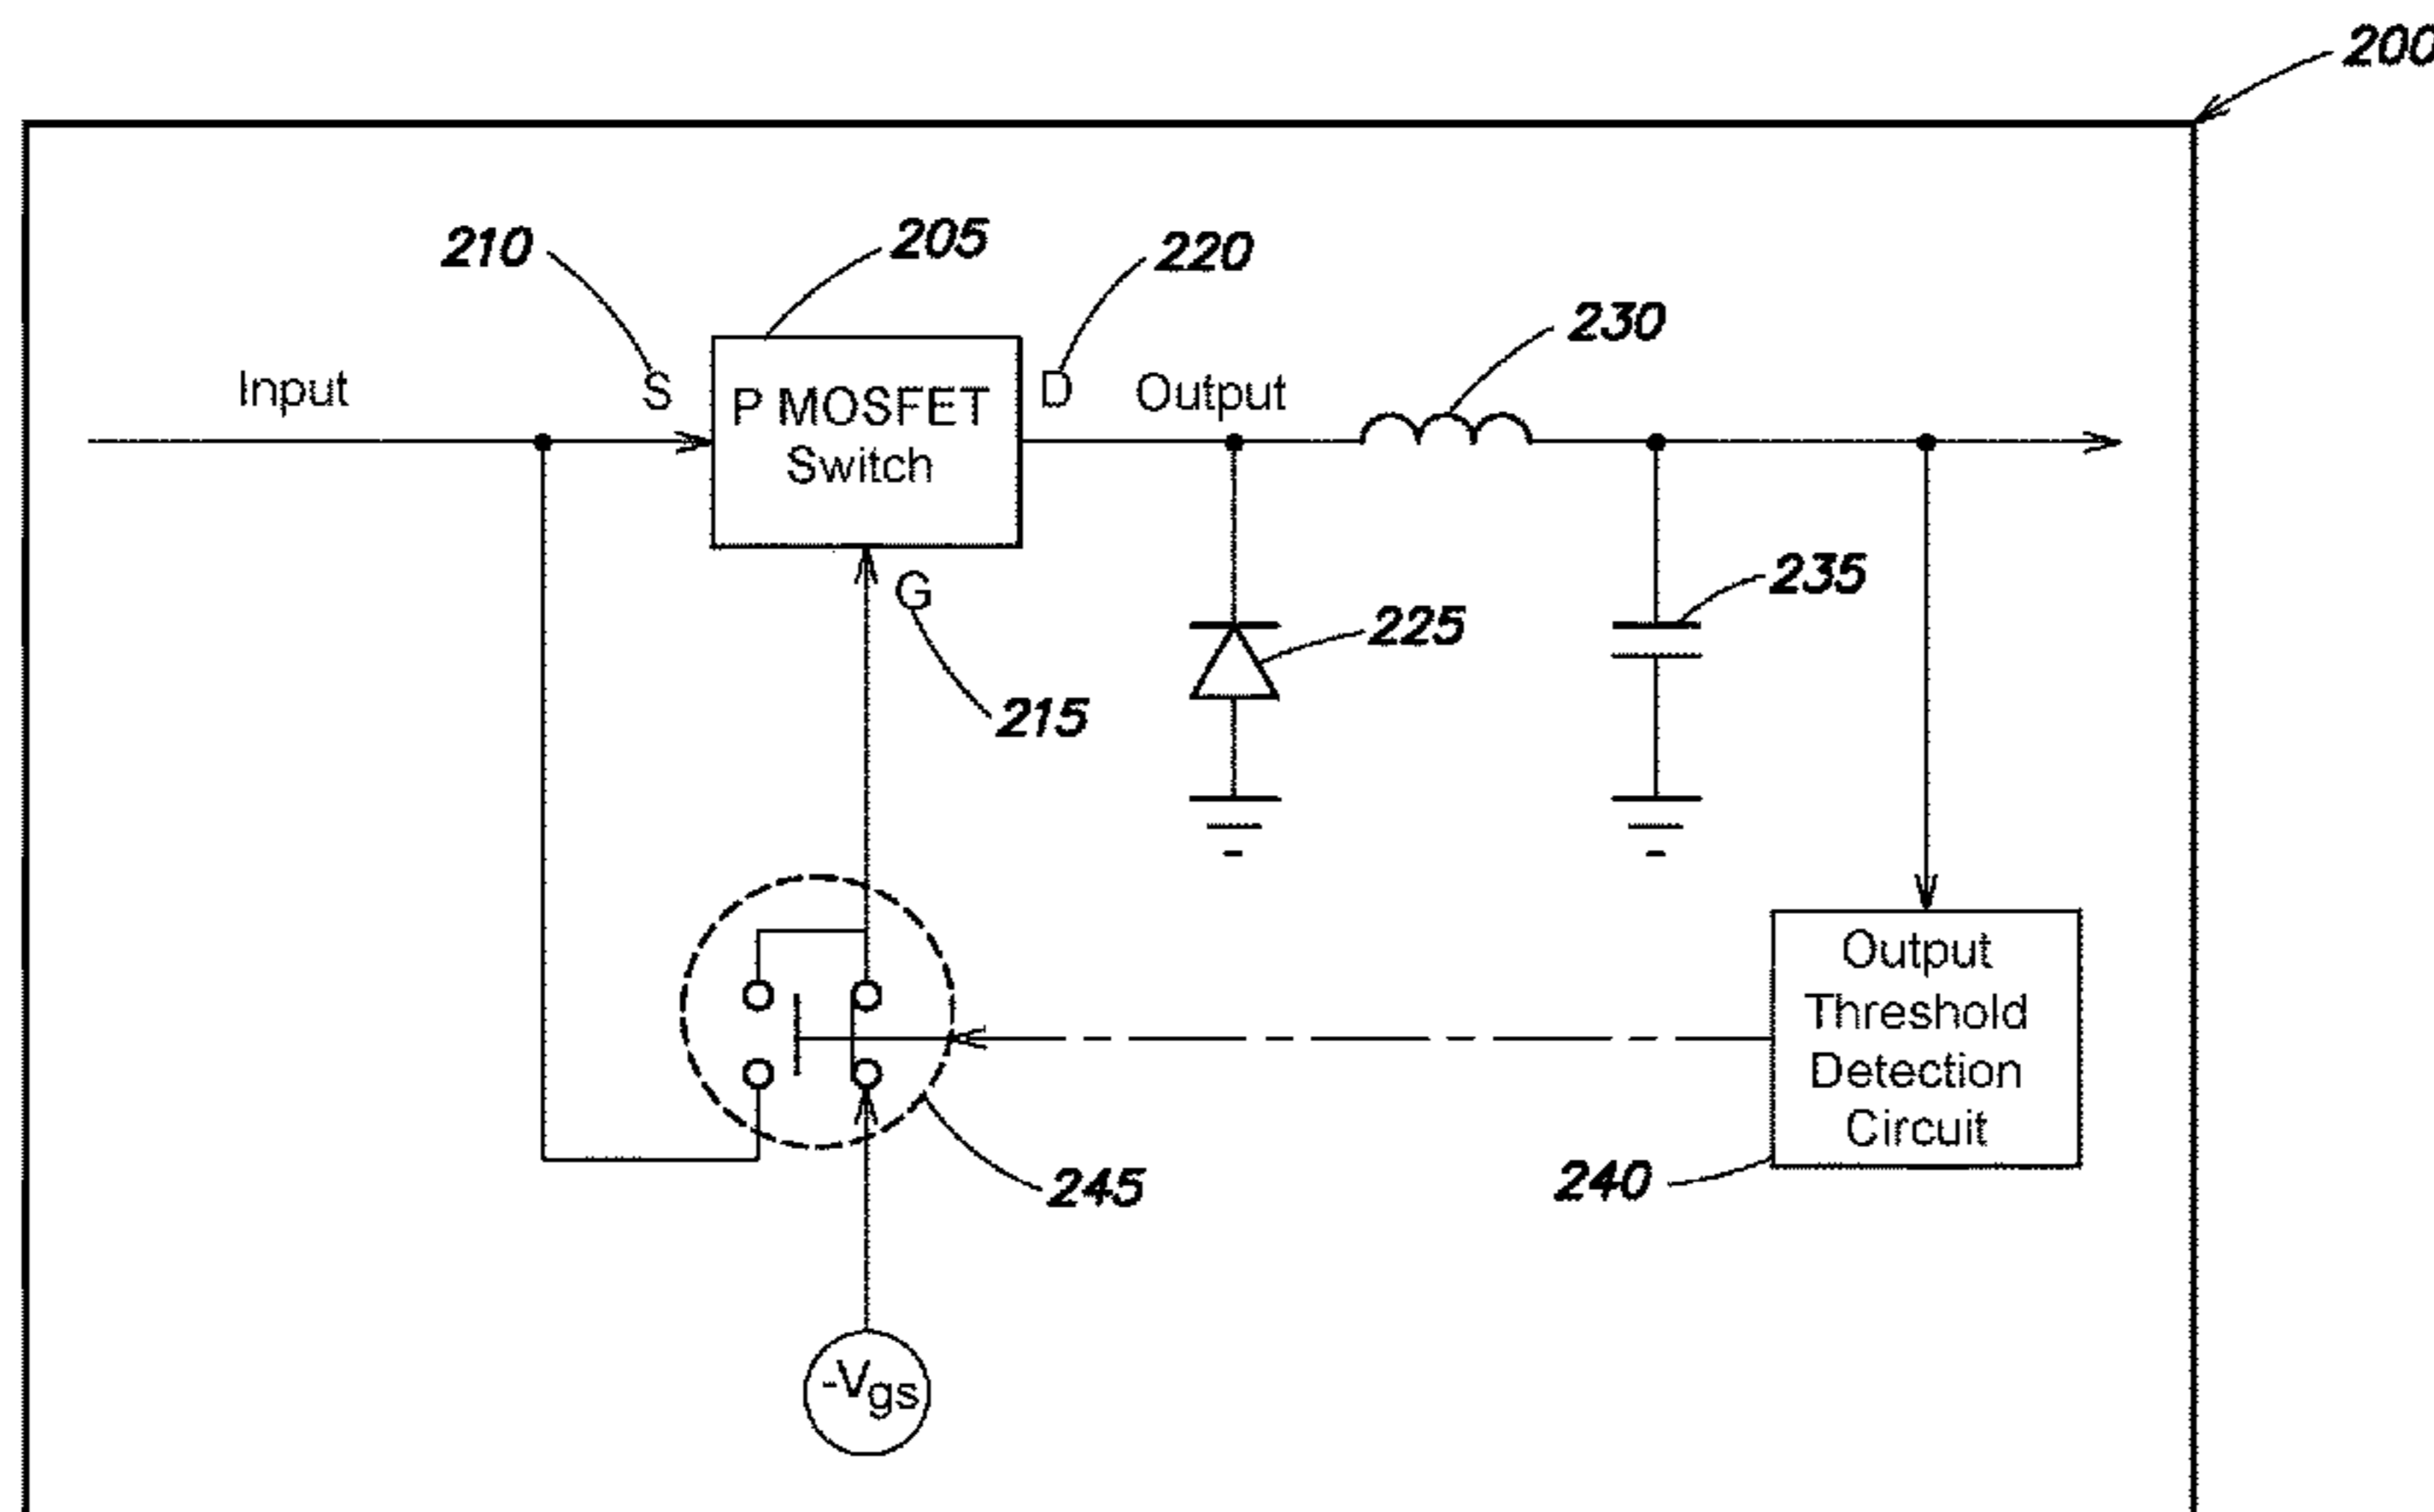 200
210
205
220
230
Input
S
P MOSFET
Switch
D
Output
G
235
225
215
Output
Threshold
Detection
Circuit
245
240
-Vgs